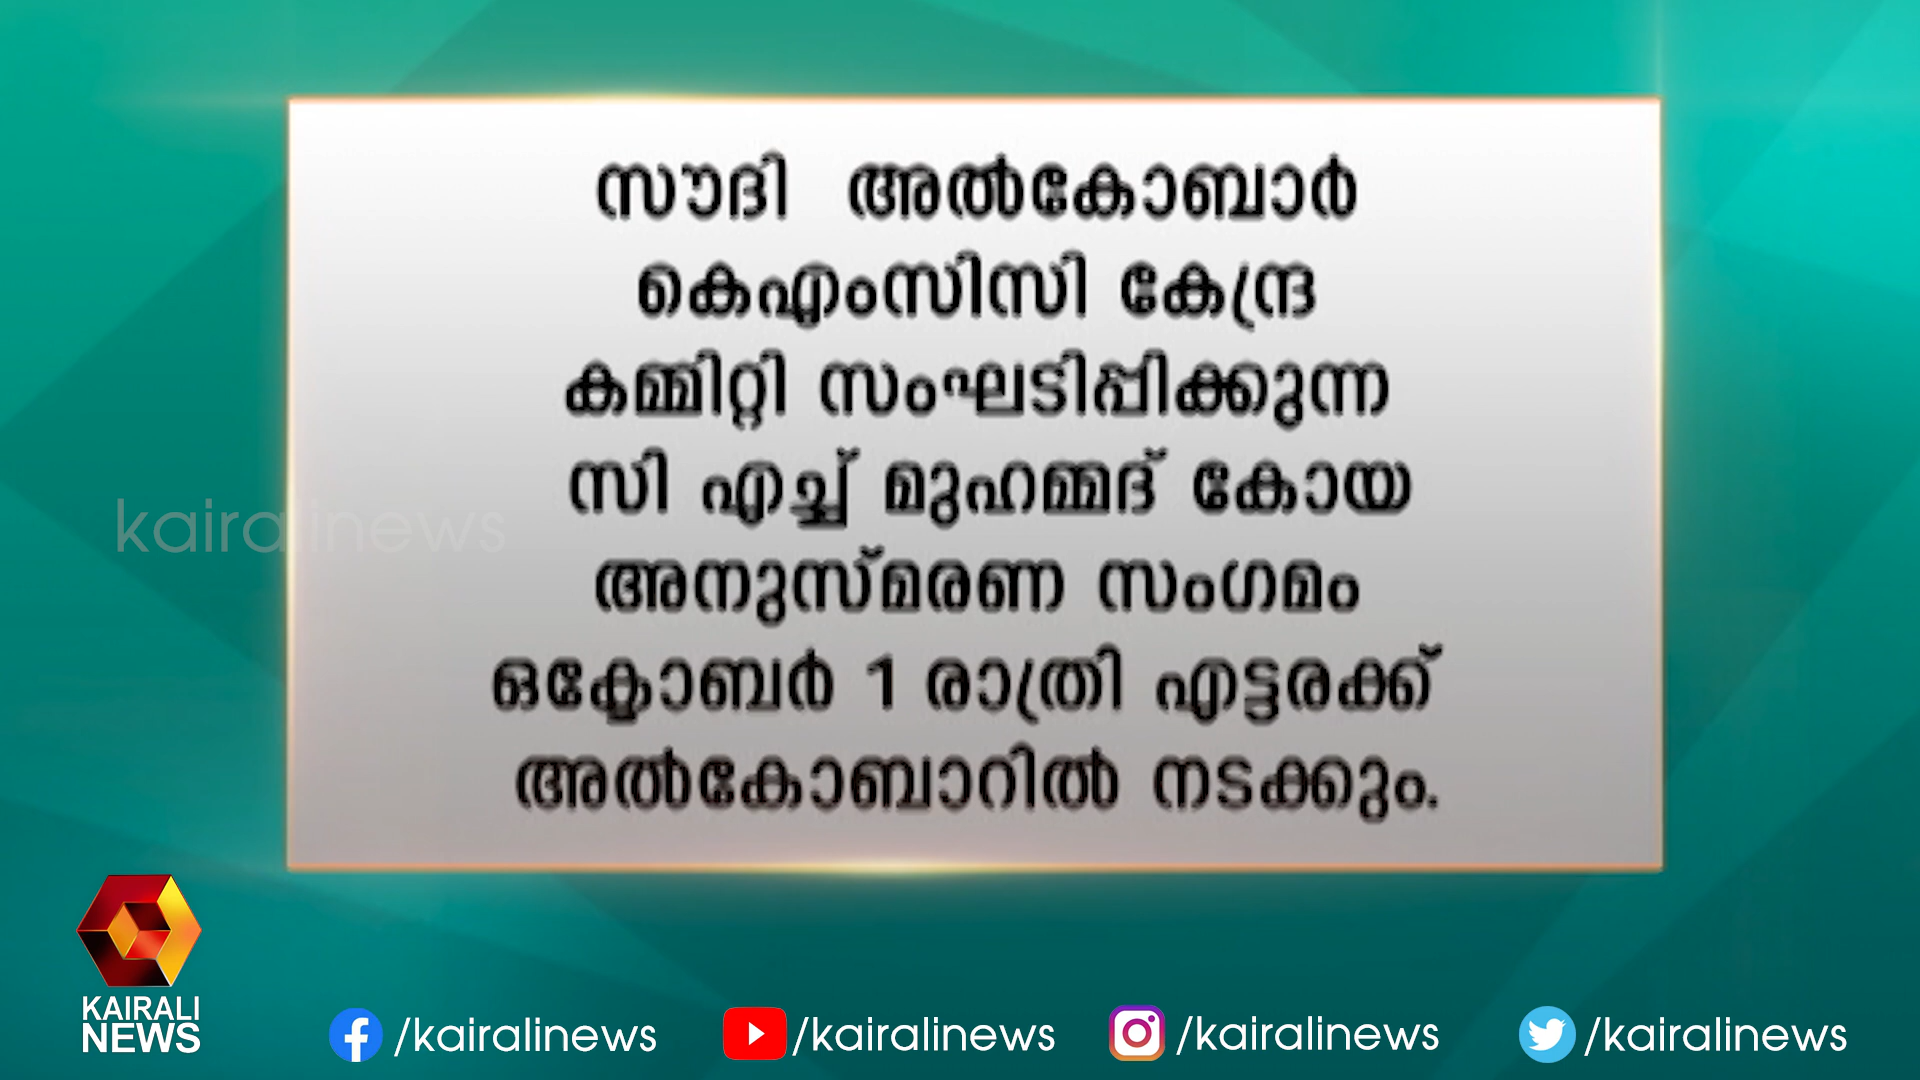 സൗദി അൽകോബാർ
കെഎംസിസി കേന്ദ്ര
കമ്മിറ്റി സംഘടിപ്പിക്കുന്ന
സി എച്ച് മുഹമ്മദ് കോയ
അനുസ്മരണ സംഗമം
ഒക്ടോബർ 1 രാത്രി എട്ടരക്ക്
അൽകോബാറിൽ നടക്കും.
kairalinews
KAIRALI
NEWS
/kairalinews /kairalinews /kairalinews /kairalinews